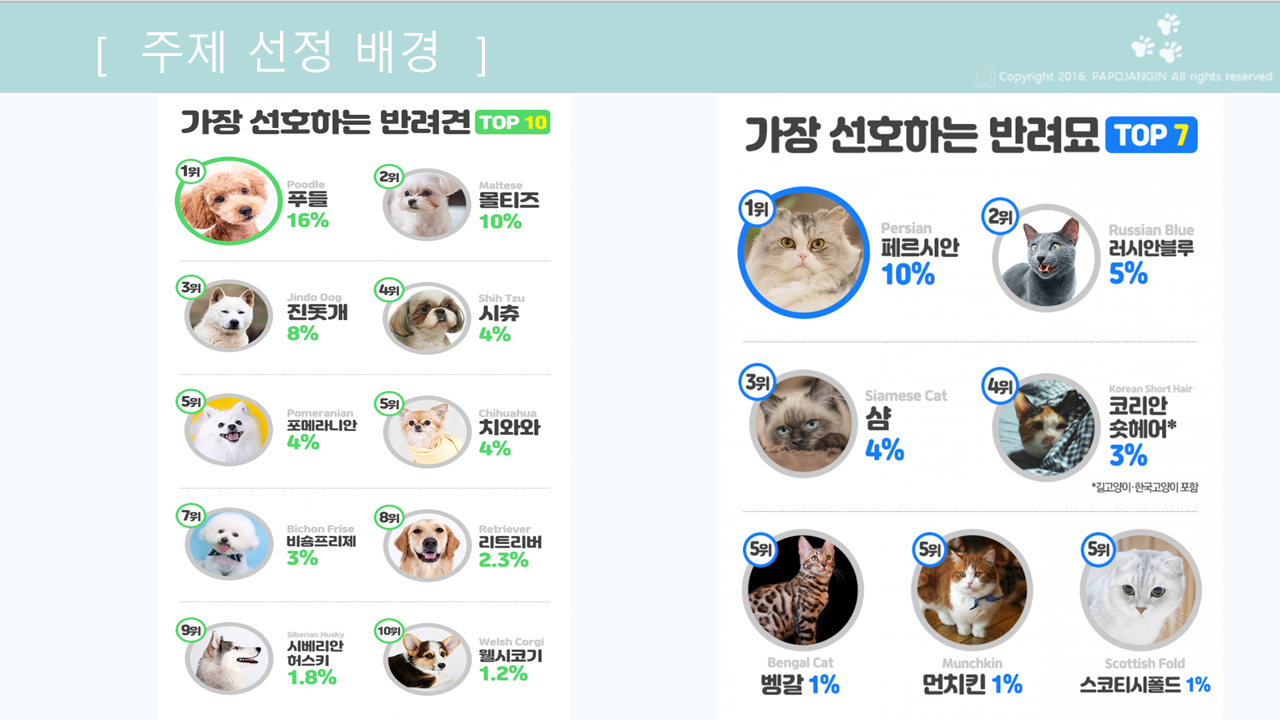 [ 주제 선정 배경 ]
Copyright 2016. PAPOJANGIN All rights reserved.
가장 선호하는 반려견 TOP 10
1위
Poodle
푸들
16%
2위
Maltese
몰티즈
10%
3위
Jindo Dog
진돗개
8%
4위
Shih Tzu
시츄
4%
5위
Pomeranian
포메라니안
4%
5위
Chihuahua
치와와
4%
7위
Bichon Frise
비숑프리제
3%
8위
Retriever
리트리버
2.3%
9위
Siberian Husky
시베리안
허스키
1.8%
10위
Welsh Corgi
웰시코기
1.2%
가장 선호하는 반려묘 TOP 7
1위
Persian
페르시안
10%
2위
Russian Blue
러시안블루
5%
3위
Siamese Cat
샴
4%
4위
Korean Short Hair
코리안
숏헤어*
3%
*길고양이·한국고양이 포함
5위
Bengal Cat
벵갈 1%
5위
Munchkin
먼치킨 1%
5위
Scottish Fold
스코티시폴드 1%